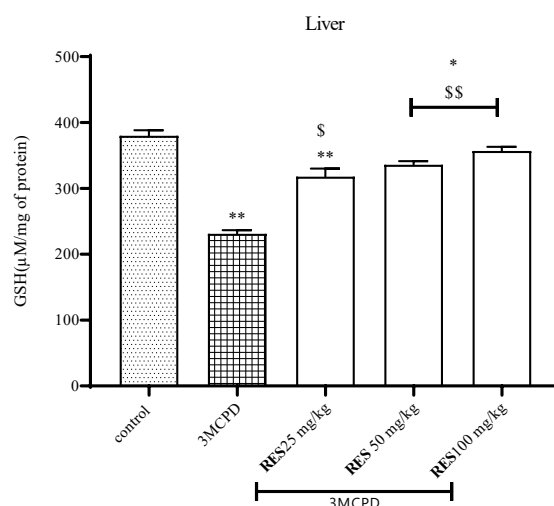 Liver
GSH(µM/mg of protein)
500
400
300
200
100
0
**
$
**
*
$$
control
3MCPD
RES25 mg/kg
RES 50 mg/kg
RES100 mg/kg
3MCPD